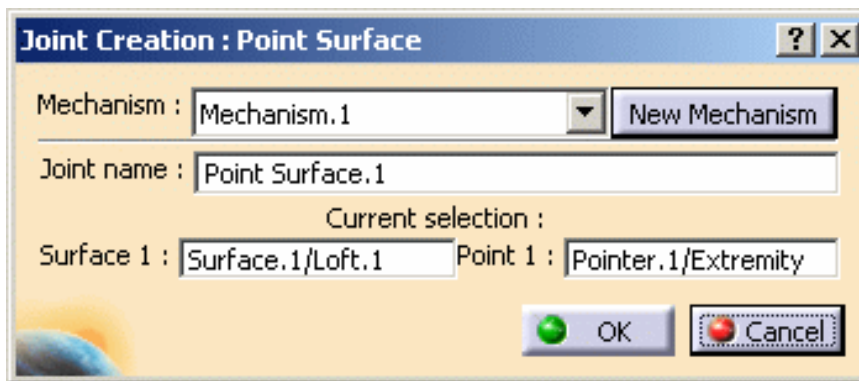 Joint Creation : Point Surface ? X
Mechanism : Mechanism.1 New Mechanism
Joint name : Point Surface.1
Current selection :
Surface 1 : Surface.1/Loft.1 Point 1 : Pointer.1/Extremity
OK Cancel